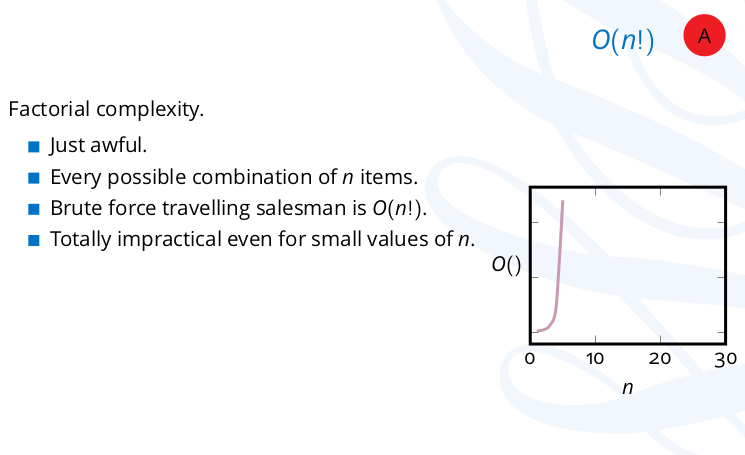 O(n!)
A
Factorial complexity.
Just awful.
Every possible combination of n items.
Brute force travelling salesman is O(n!).
Totally impractical even for small values of n.
O()
0 10 20 30
n